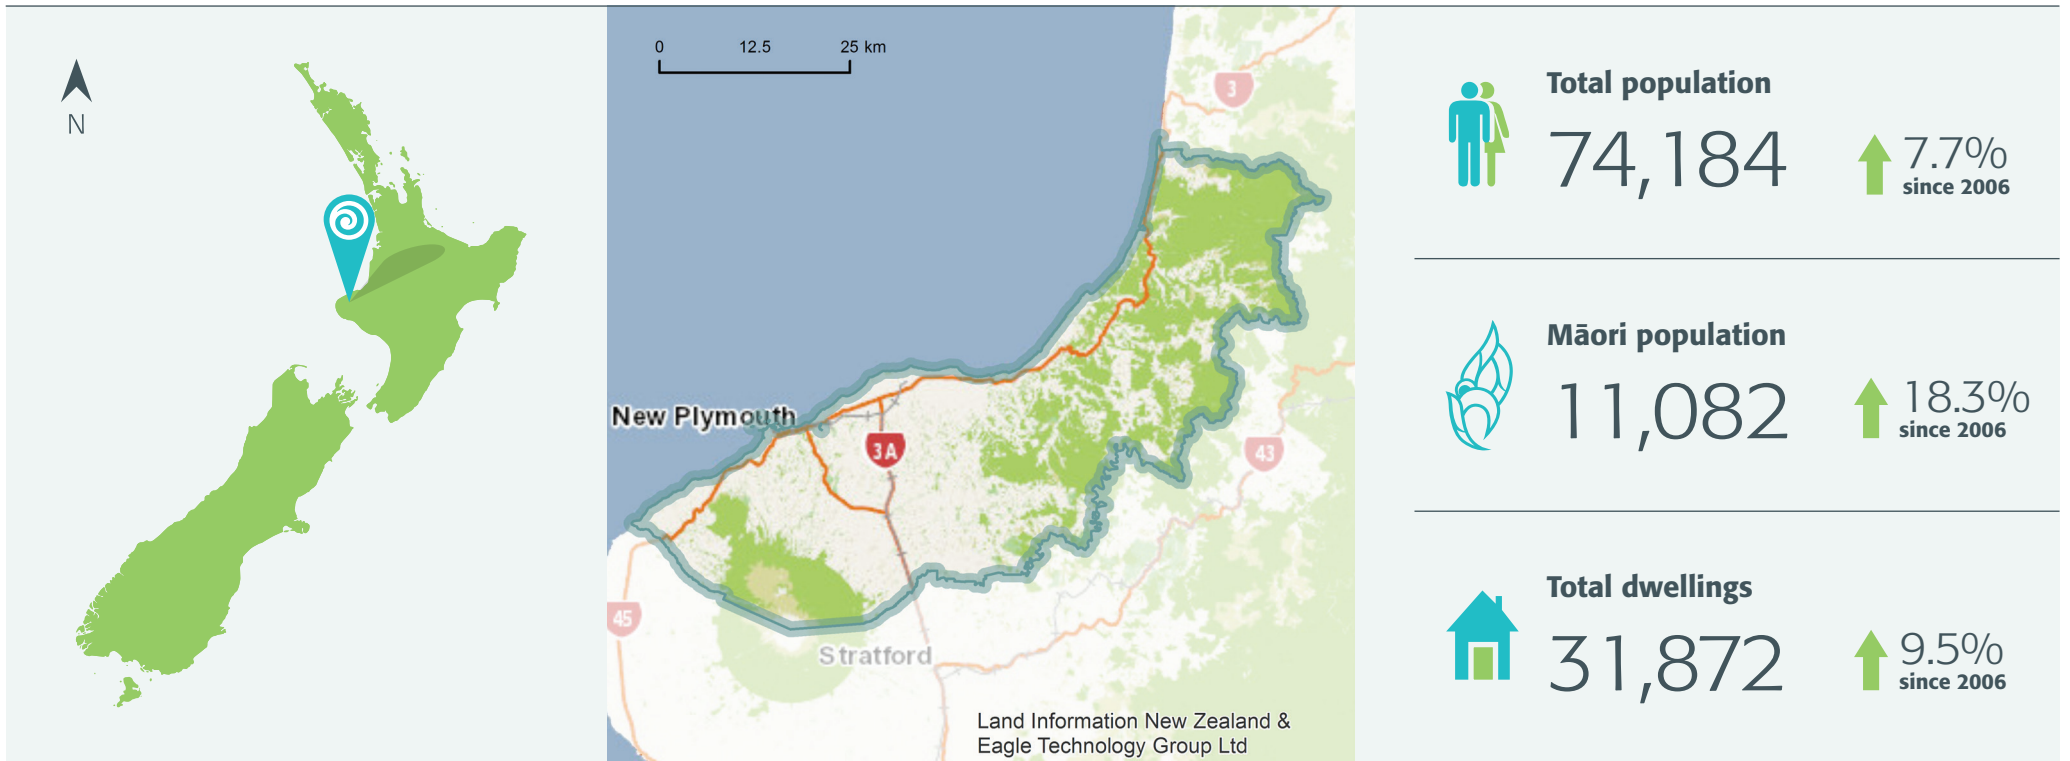 N
0 12.5 25 km
3
New Plymouth
3A
43
45
Stratford
Land Information New Zealand &
Eagle Technology Group Ltd
Total population
74,184
7.7%
since 2006
Māori population
11,082
18.3%
since 2006
Total dwellings
31,872
9.5%
since 2006